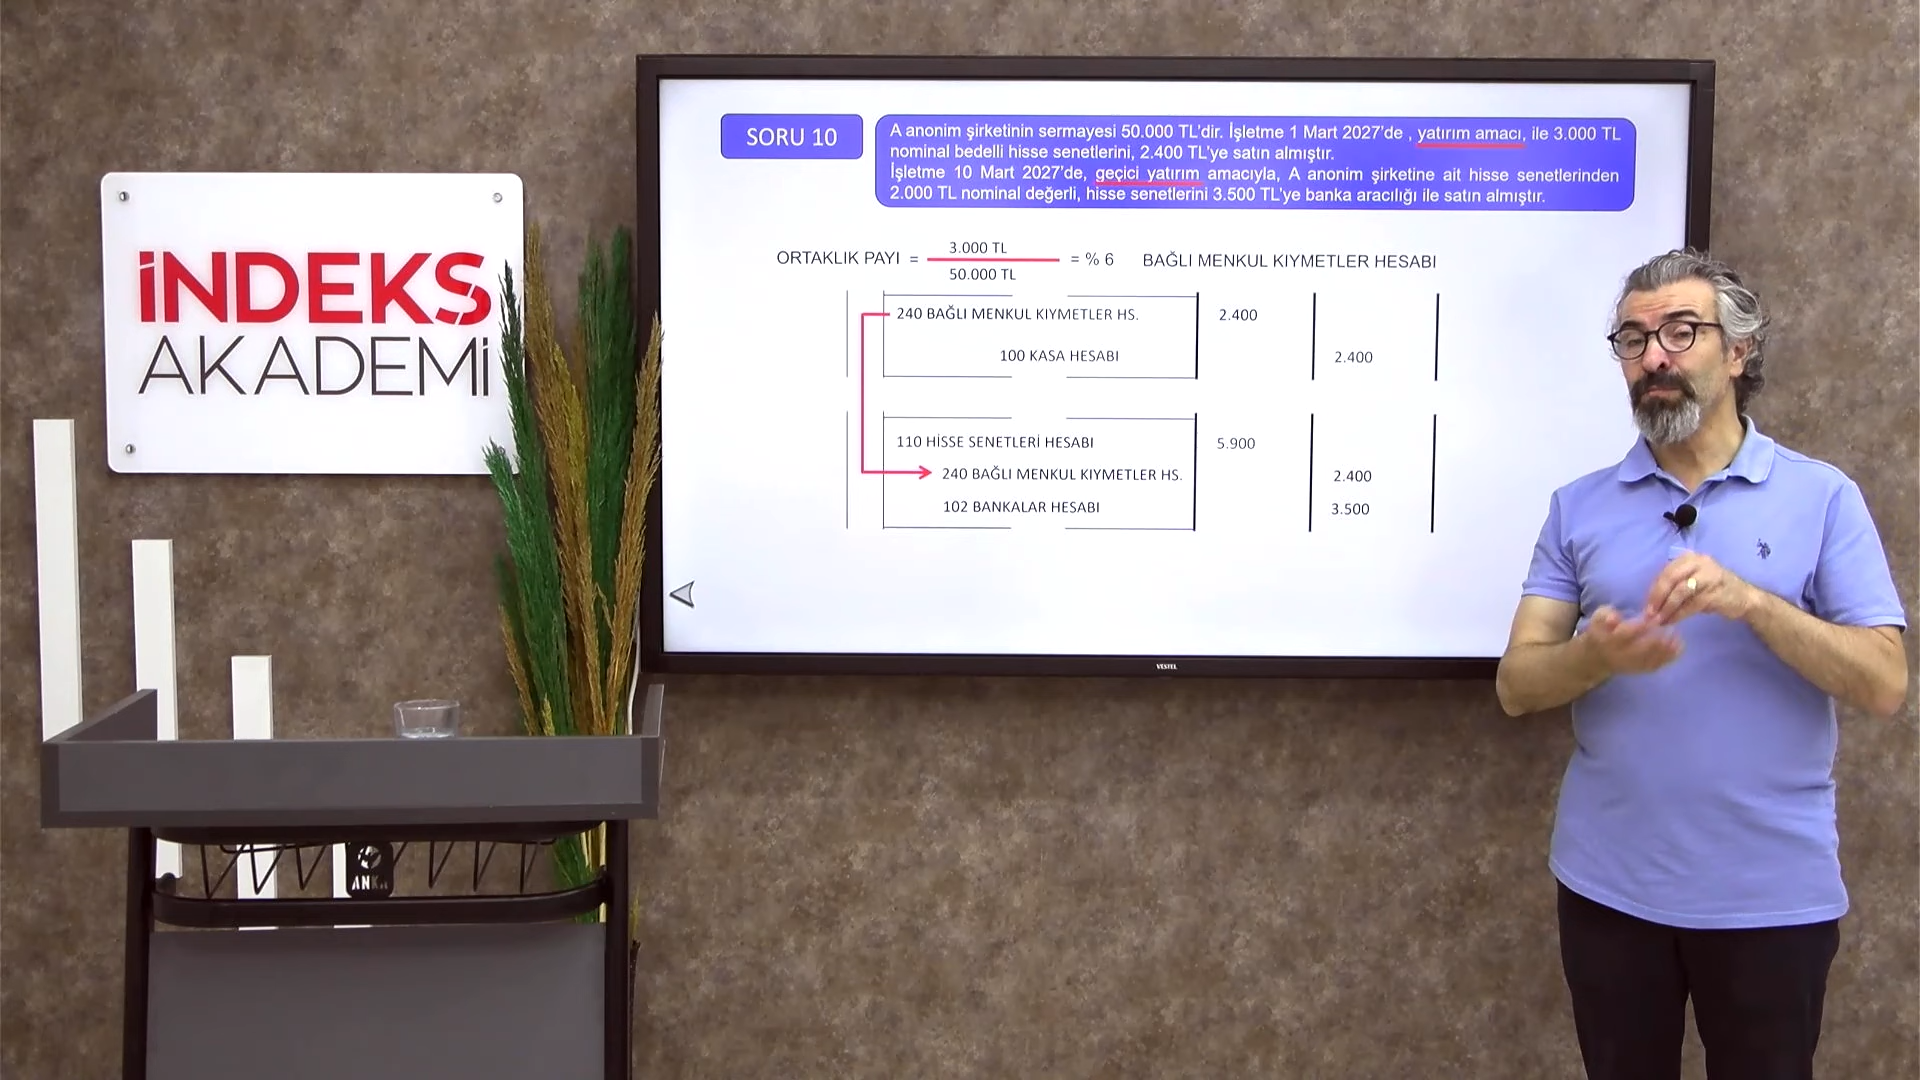 İNDEKS
AKADEMİ
SORU 10
A anonim şirketinin sermayesi 50.000 TL'dir. İşletme 1 Mart 2027'de , yatırım amacı, ile 3.000 TL
nominal bedelli hisse senetlerini, 2.400 TL'ye satın almıştır.
İşletme 10 Mart 2027'de, geçici yatırım amacıyla, A anonim şirketine ait hisse senetlerinden
2.000 TL nominal değerli, hisse senetlerini 3.500 TL'ye banka aracılığı ile satın almıştır.
ORTAKLIK PAYI = 3.000 TL / 50.000 TL = % 6 BAĞLI MENKUL KIYMETLER HESABI
240 BAĞLI MENKUL KIYMETLER HS. 2.400
100 KASA HESABI 2.400
110 HİSSE SENETLERİ HESABI 5.900
240 BAĞLI MENKUL KIYMETLER HS. 2.400
102 BANKALAR HESABI 3.500
VESTEL
ANKA